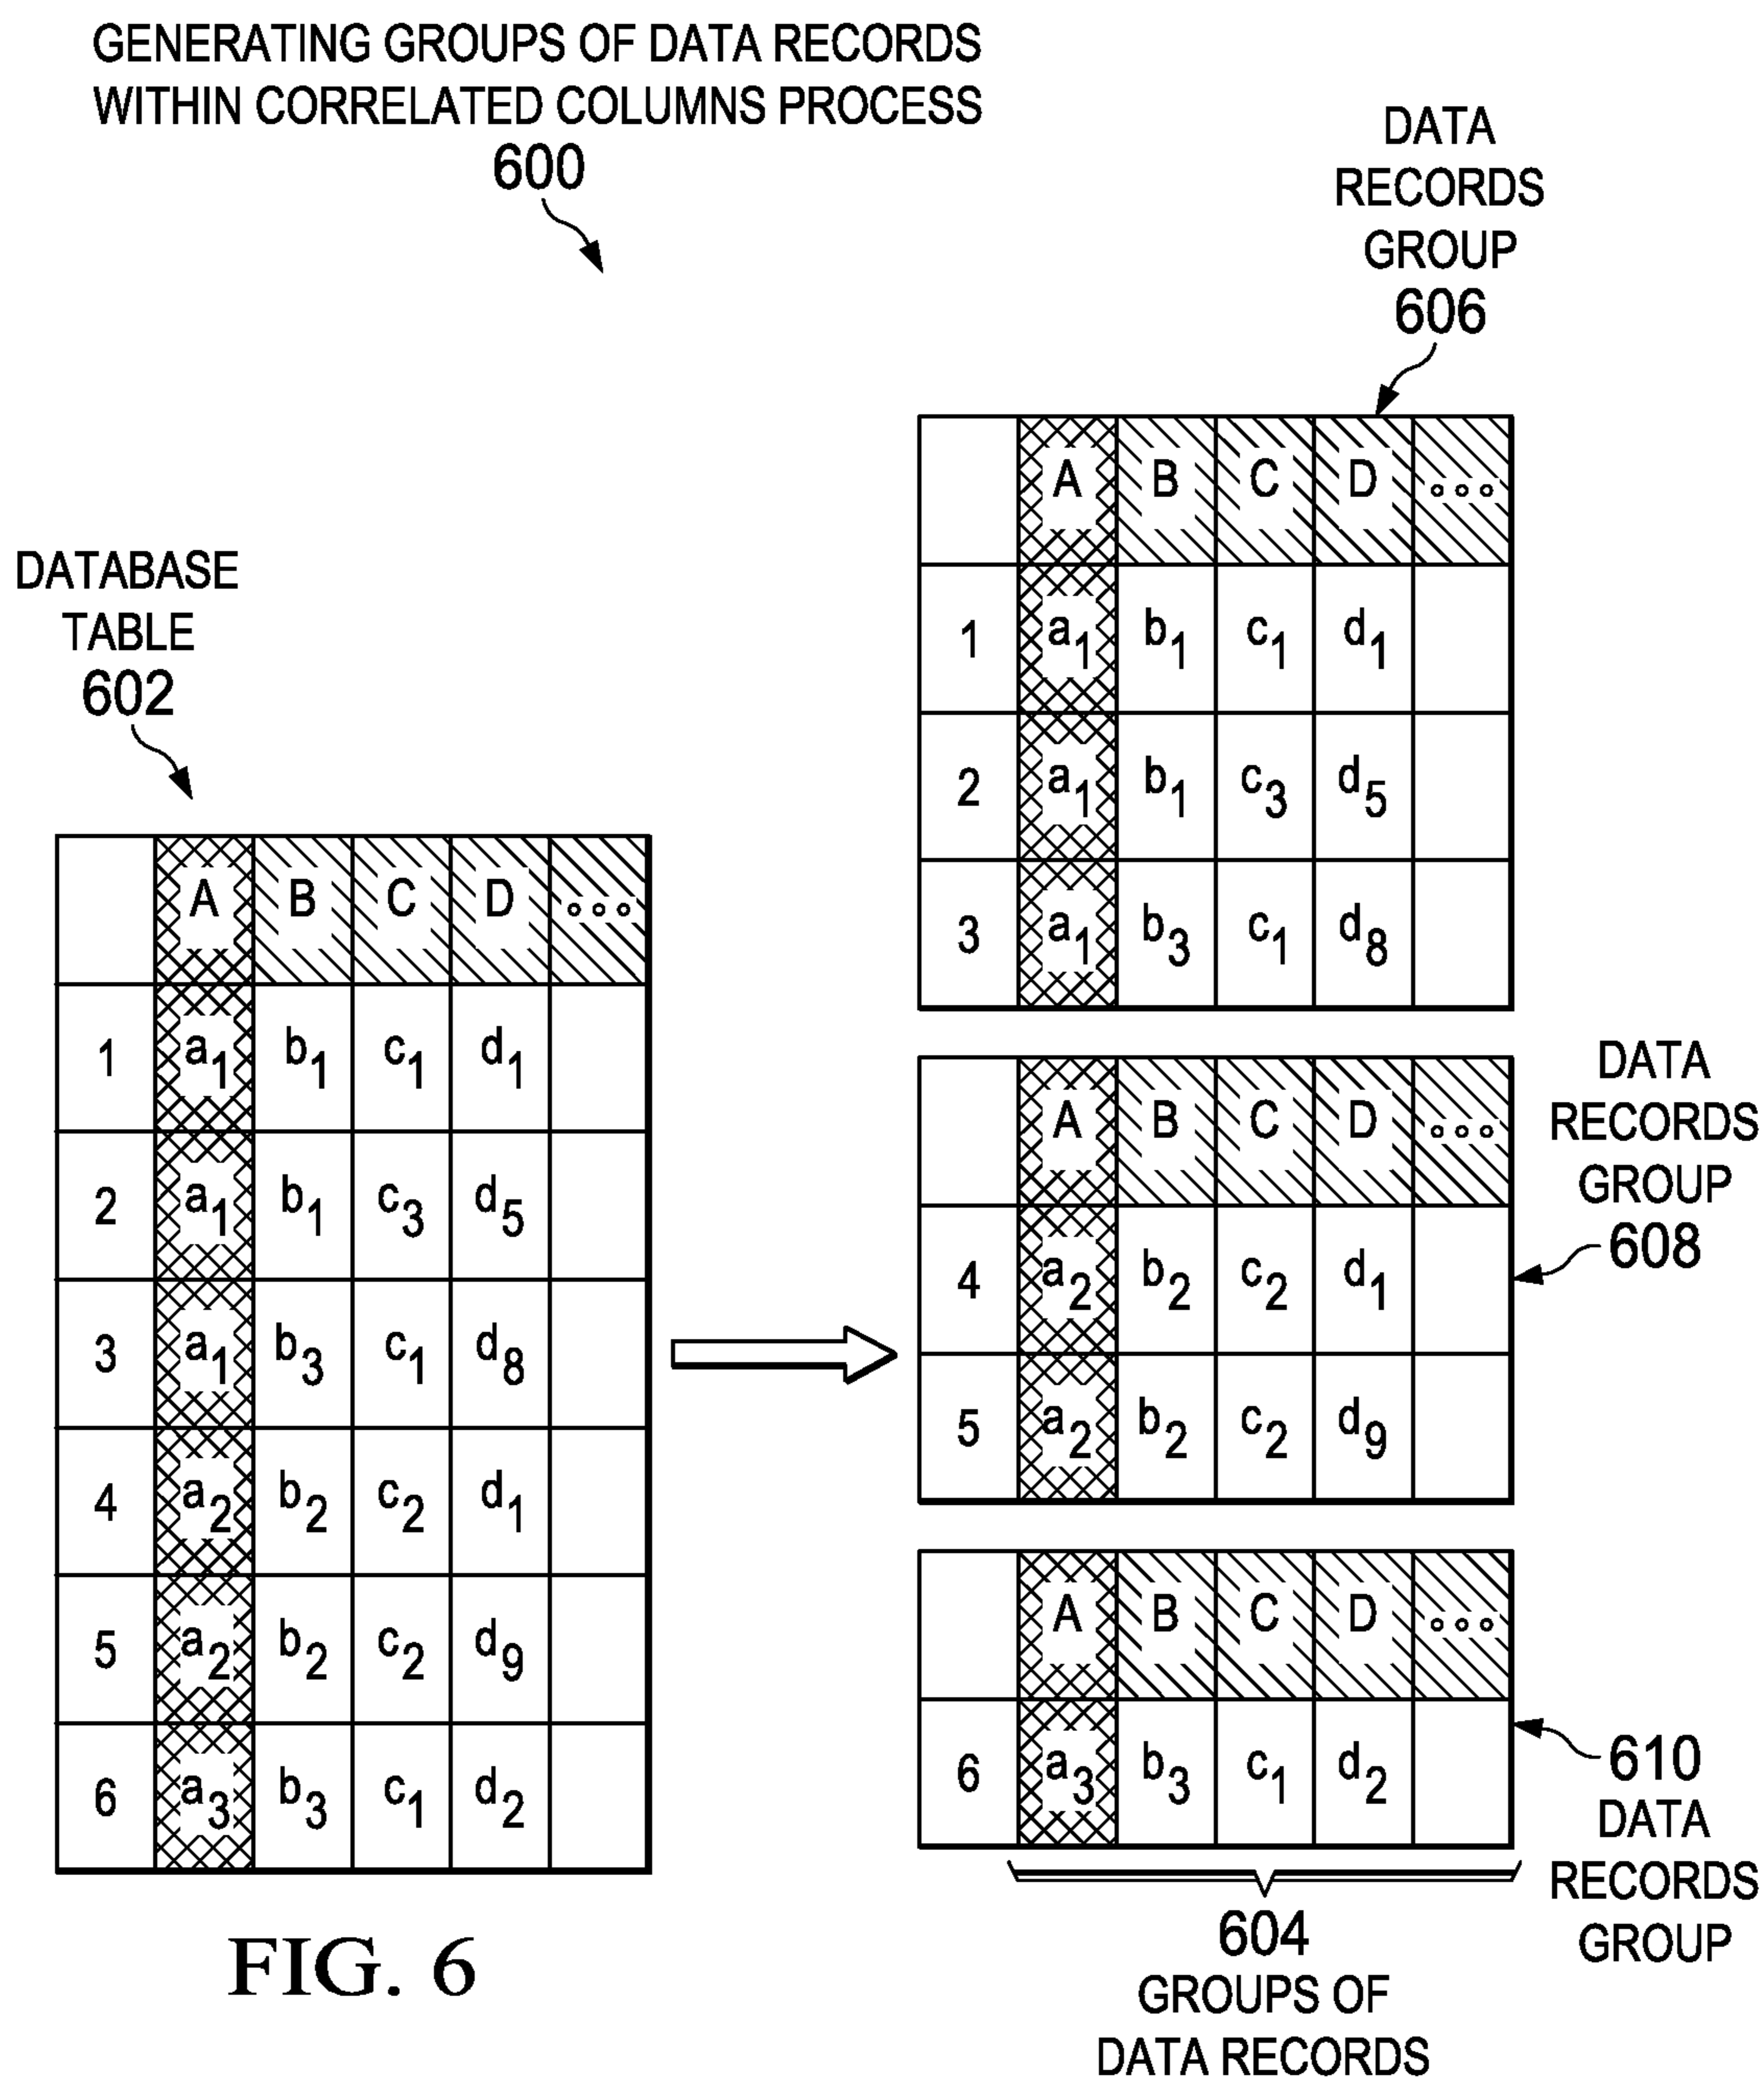 GENERATING GROUPS OF DATA RECORDS
WITHIN CORRELATED COLUMNS PROCESS
600
DATABASE
TABLE
602
A B C D ∘∘∘
1 a₁ b₁ c₁ d₁
2 a₁ b₁ c₃ d₅
3 a₁ b₃ c₁ d₈
4 a₂ b₂ c₂ d₁
5 a₂ b₂ c₂ d₉
6 a₃ b₃ c₁ d₂
DATA
RECORDS
GROUP
606
A B C D ∘∘∘
1 a₁ b₁ c₁ d₁
2 a₁ b₁ c₃ d₅
3 a₁ b₃ c₁ d₈
DATA
RECORDS
GROUP
608
A B C D ∘∘∘
4 a₂ b₂ c₂ d₁
5 a₂ b₂ c₂ d₉
A B C D ∘∘∘
6 a₃ b₃ c₁ d₂
610
DATA
RECORDS
GROUP
604
GROUPS OF
DATA RECORDS
FIG. 6